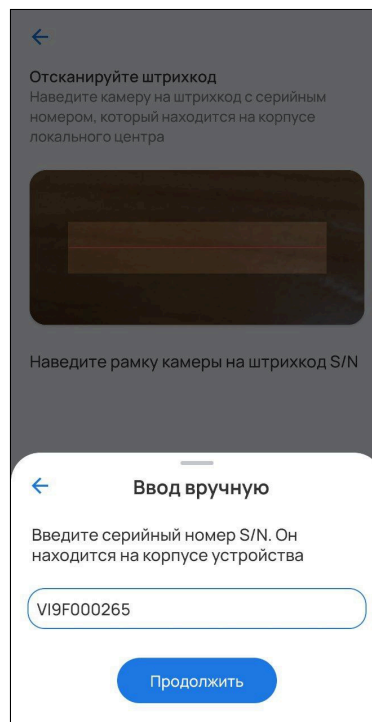 Отсканируйте штрихкод
Наведите камеру на штрихкод с серийным
номером, который находится на корпусе
локального центра
Наведите рамку камеры на штрихкод S/N
Ввод вручную
Введите серийный номер S/N. Он
находится на корпусе устройства
VI9F000265
Продолжить